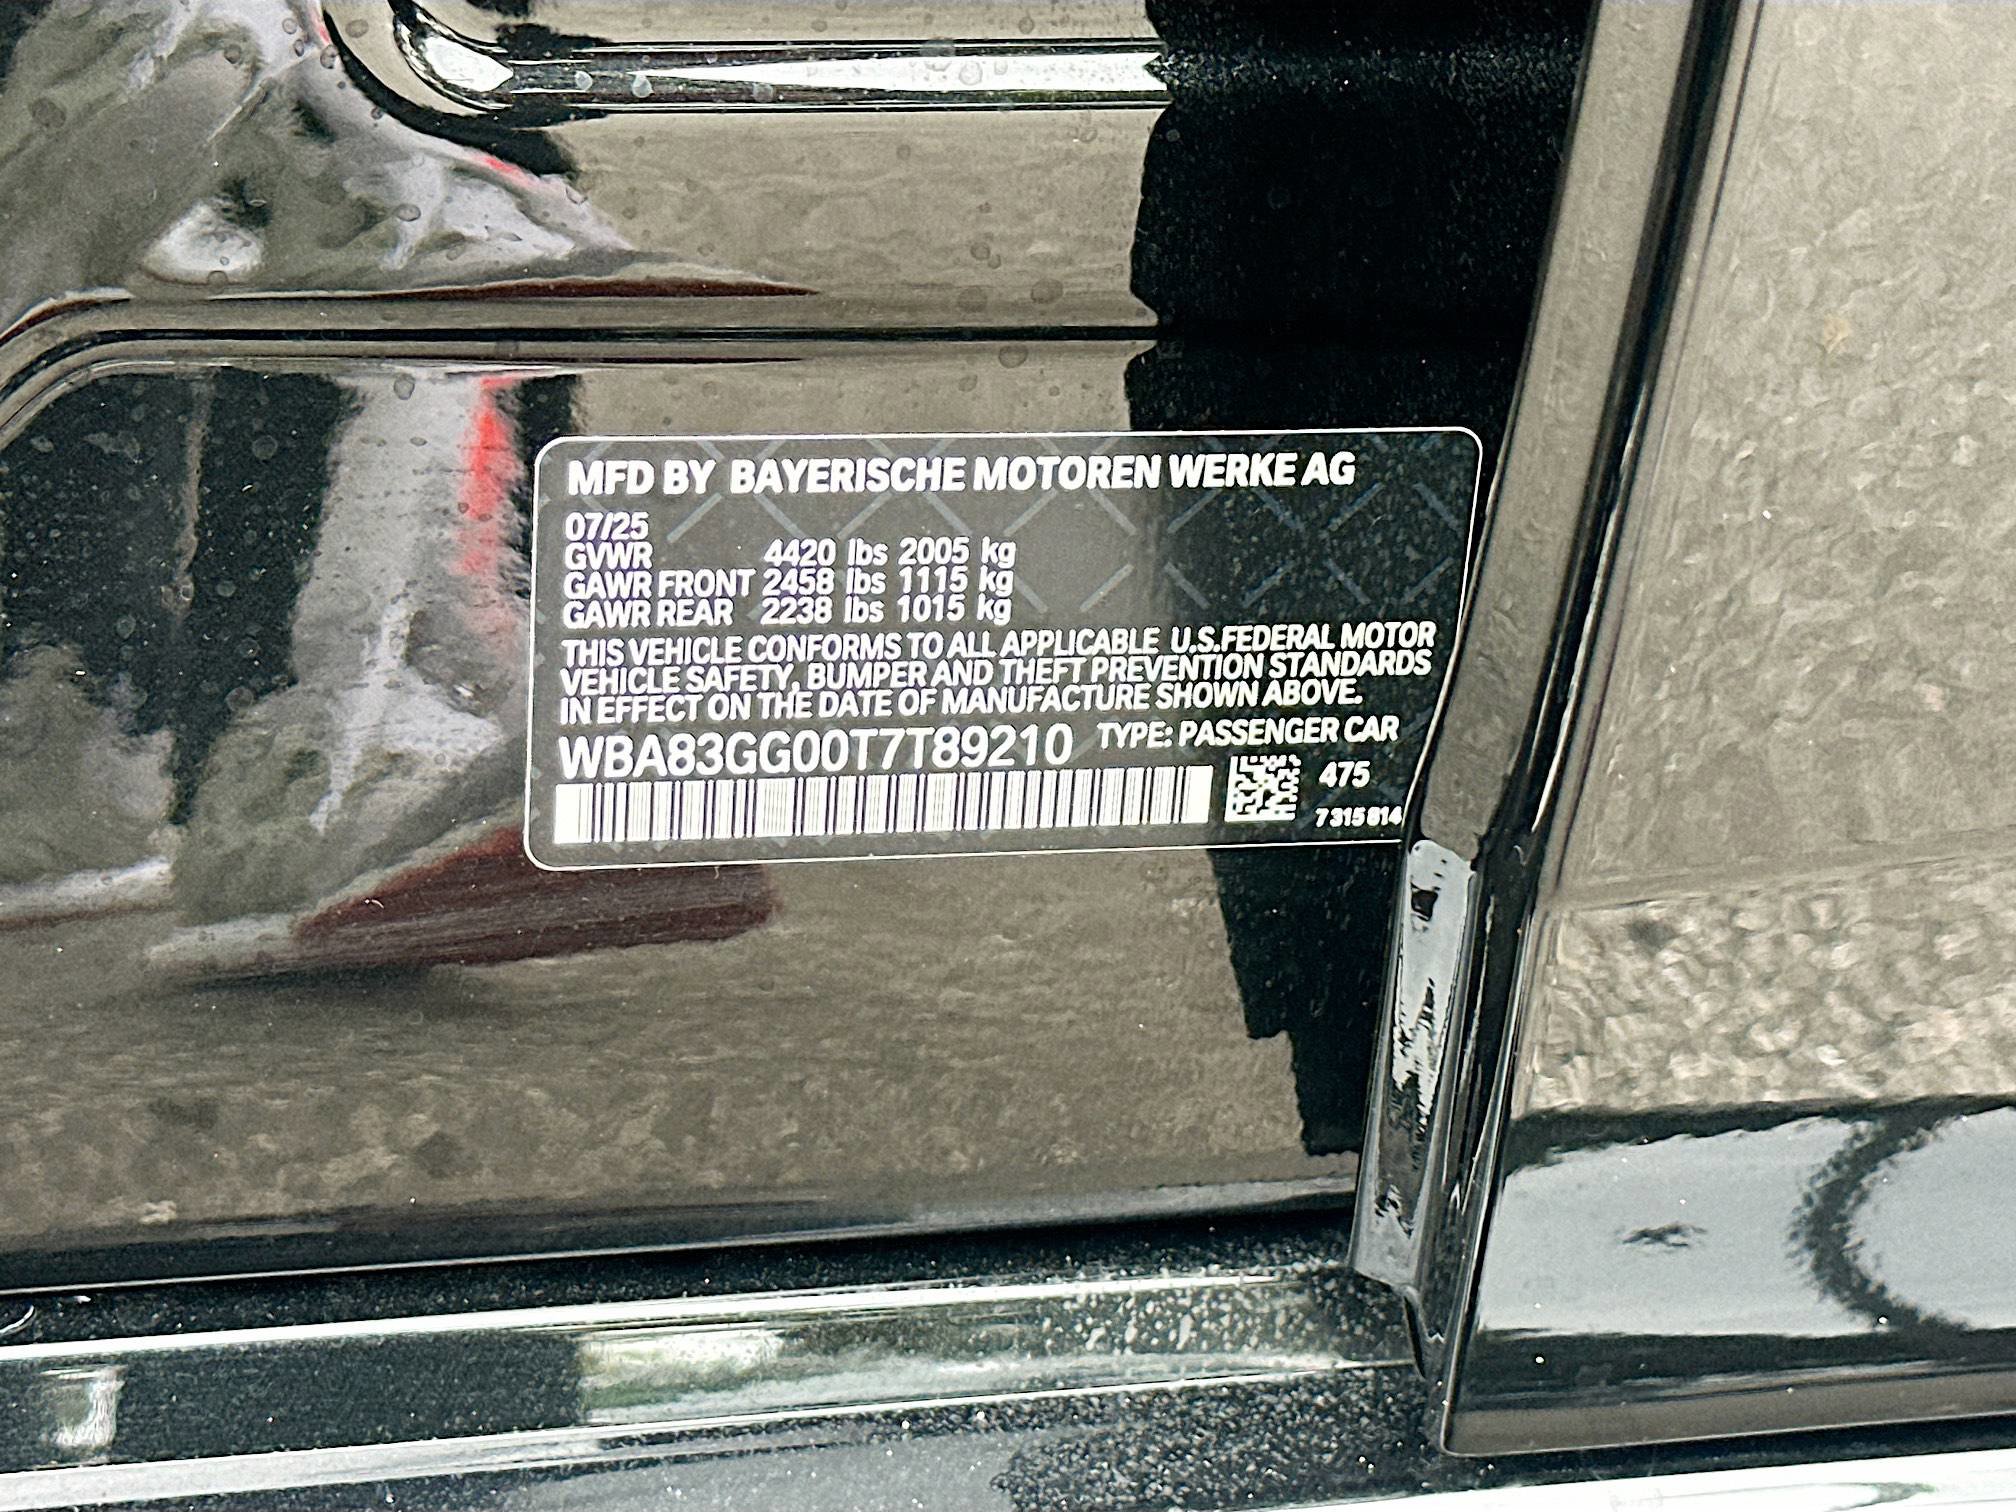 MFD BY BAYERISCHE MOTOREN WERKE AG
07/25
GVWR 4420 lbs 2005 kg
GAWR FRONT 2458 lbs 1115 kg
GAWR REAR 2238 lbs 1015 kg
THIS VEHICLE CONFORMS TO ALL APPLICABLE U.S.FEDERAL MOTOR
VEHICLE SAFETY, BUMPER AND THEFT PREVENTION STANDARDS
IN EFFECT ON THE DATE OF MANUFACTURE SHOWN ABOVE.
WBA83GG00T7T89210 TYPE: PASSENGER CAR
475
7 315 814